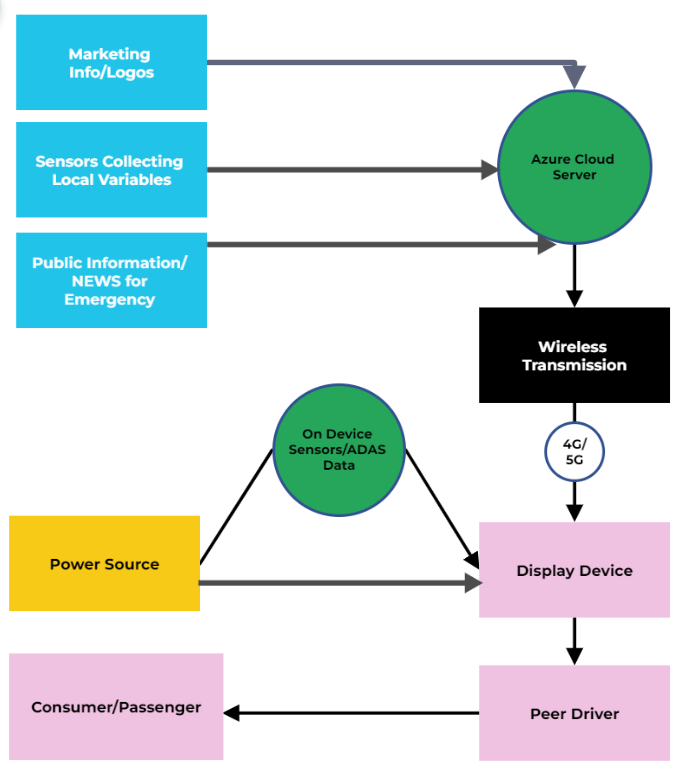 Marketing
Info/Logos
Azure Cloud
Server
Sensors Collecting
Local Variables
Public Information/
NEWS for
Emergency
Wireless
Transmission
On Device
Sensors/ADAS
Data
4G/
5G
Power Source
Display Device
Consumer/Passenger
Peer Driver